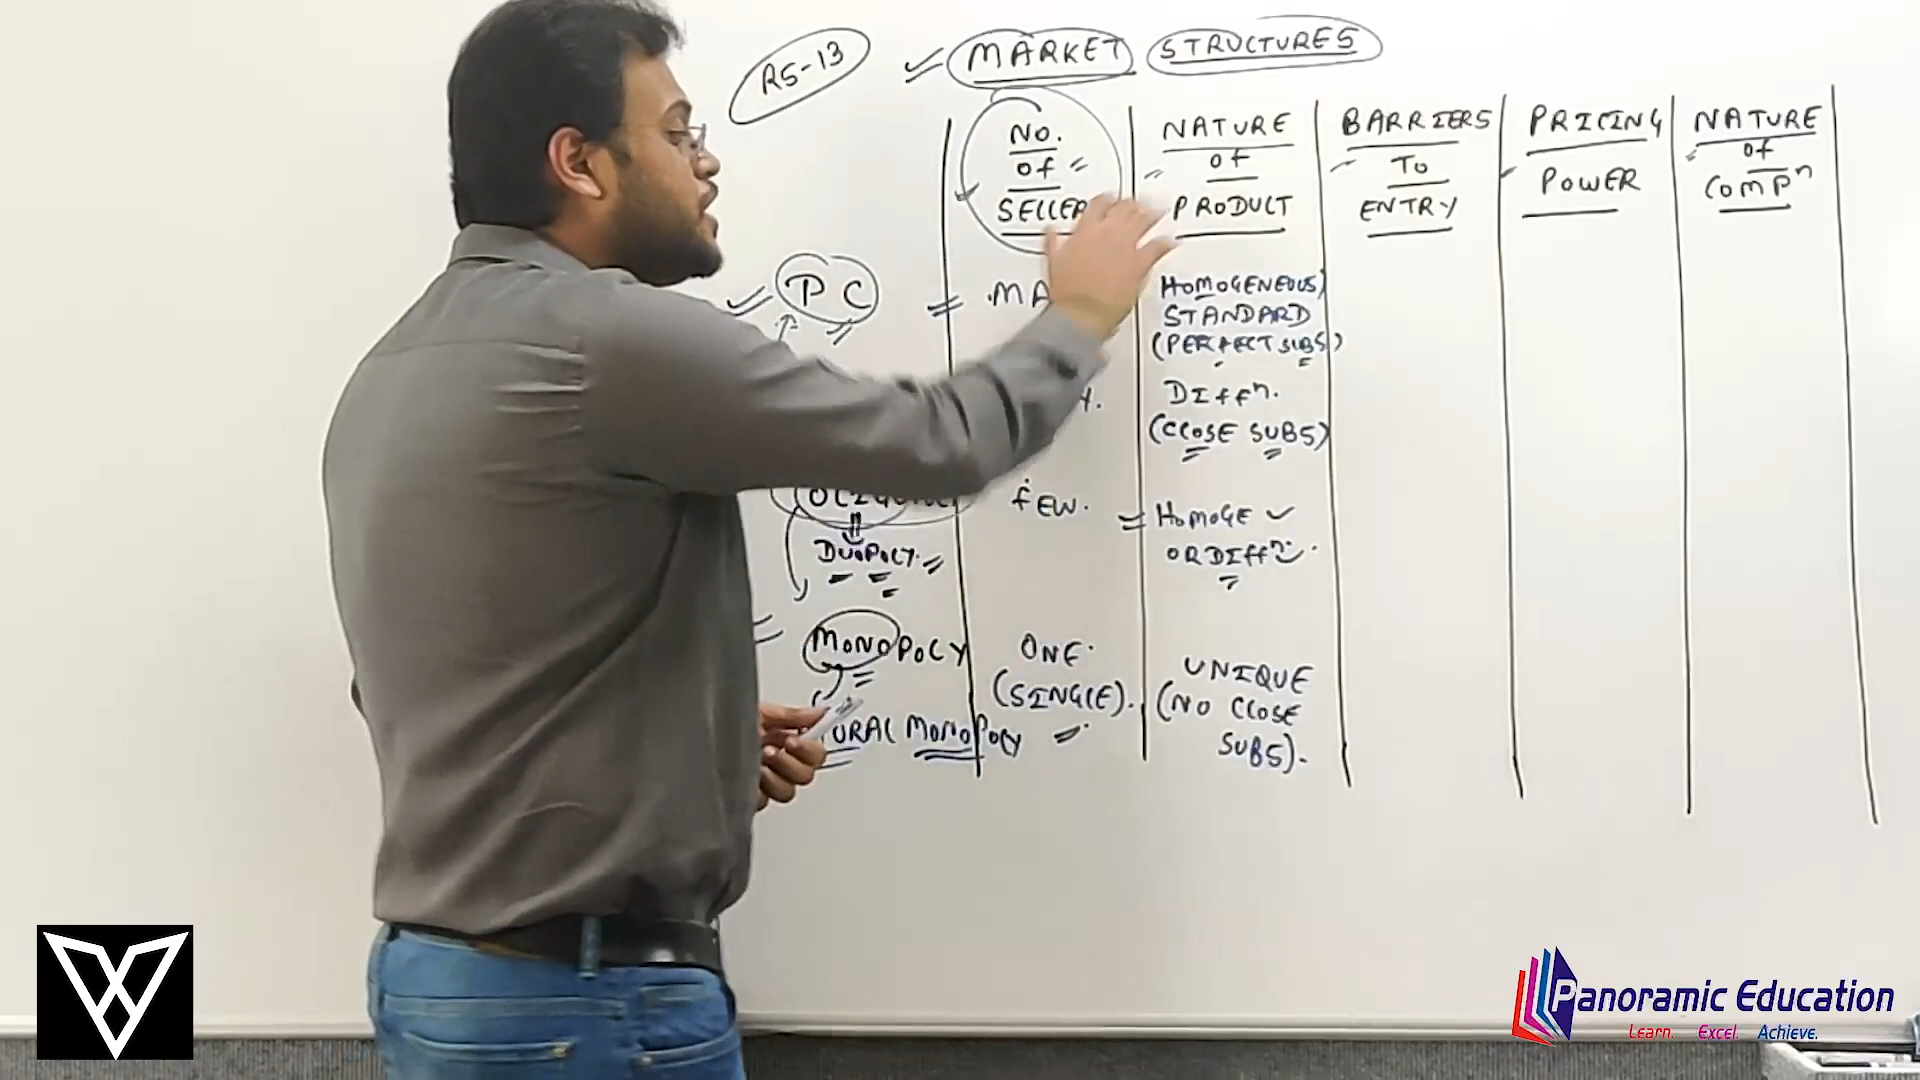 R5-13
MARKET STRUCTURES
NO.
Of
SELLER
NATURE
Of
PRODUCT
BARRIERS
TO
ENTRY
PRICING
POWER
NATURE
Of
COMPⁿ
PC
HOMOGENEOUS)
STANDARD
(PERFECT SUBS)
DIffⁿ.
(CLOSE SUBS)
fEW.
HOMOGE
OR DIffⁿ.
DUOPOLY.
MONOPOLY
ONE.
(SINGLE).
UNIQUE
(NO CLOSE
SUBS).
MONOPOLY
Panoramic Education
Learn. Excel. Achieve.